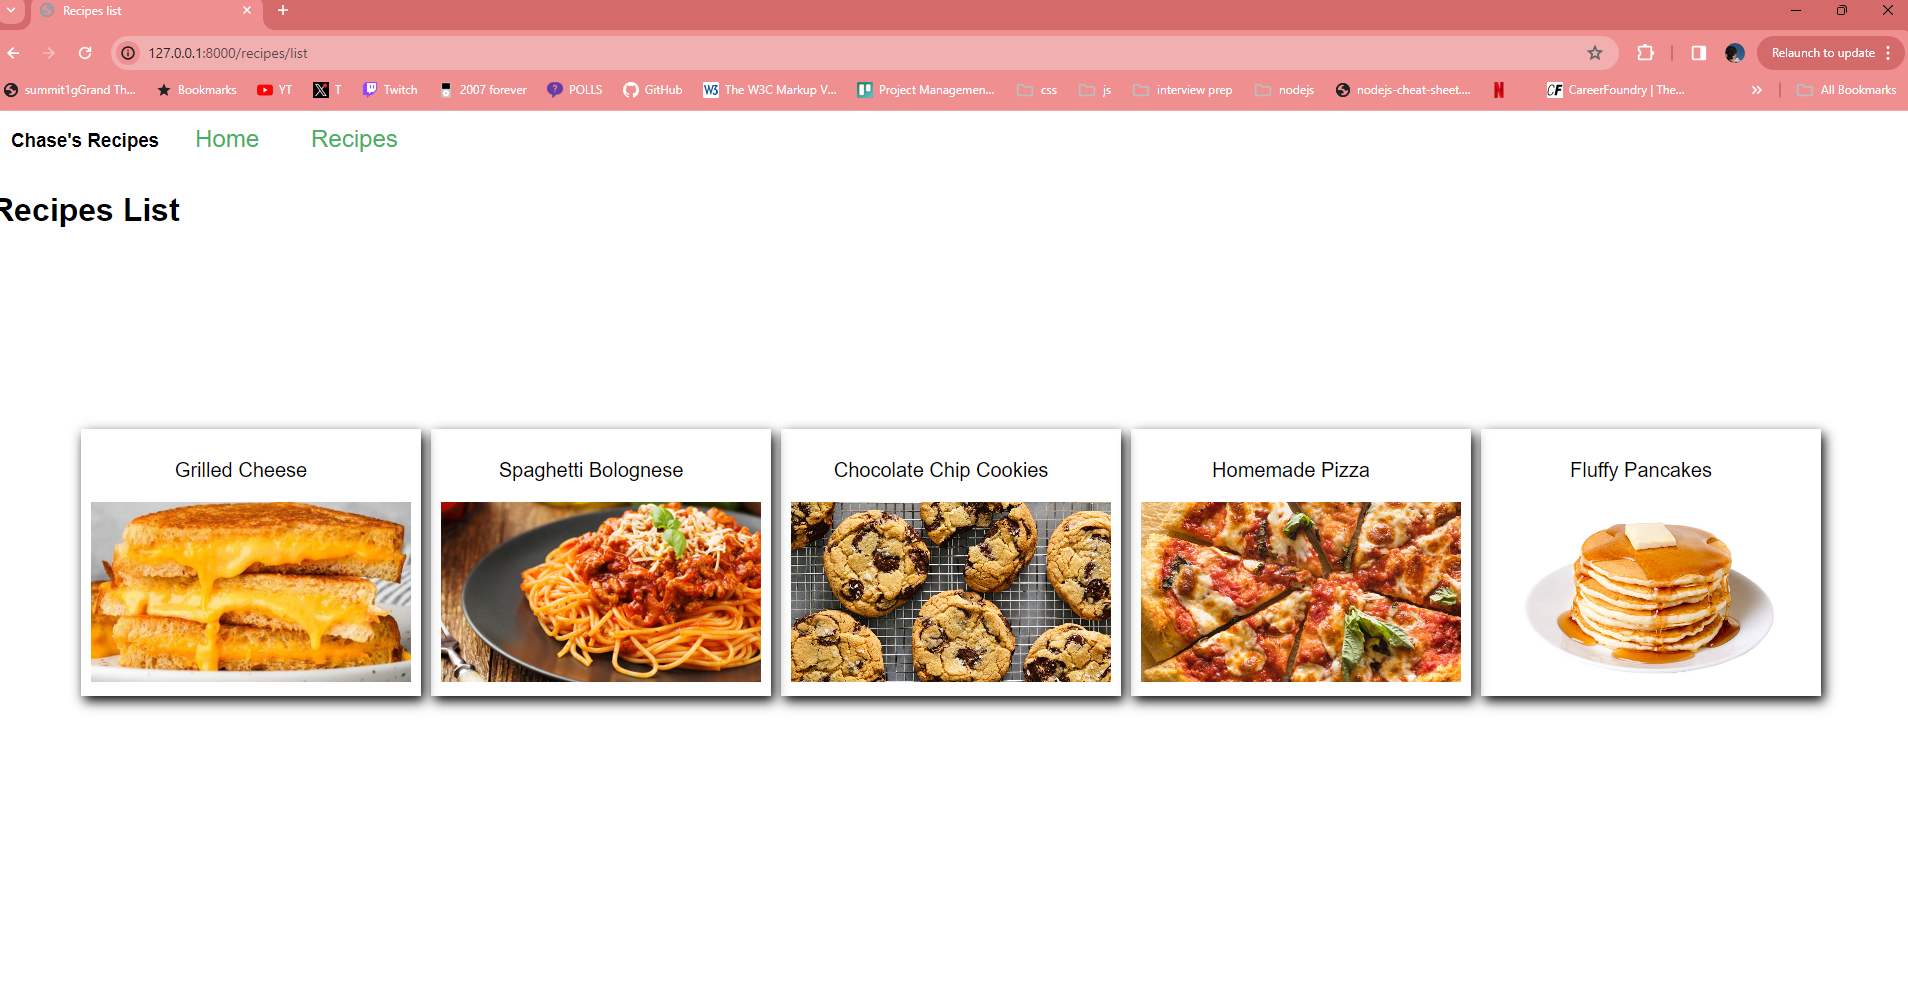 Recipes list
127.0.0.1:8000/recipes/list
Relaunch to update
summit1gGrand Th...
Bookmarks
YT
T
Twitch
2007 forever
POLLS
GitHub
W3
The W3C Markup V...
Project Managemen...
css
js
interview prep
nodejs
nodejs-cheat-sheet....
N
CF
CareerFoundry | The...
All Bookmarks
Chase's Recipes Home Recipes
Recipes List
Grilled Cheese
Spaghetti Bolognese
Chocolate Chip Cookies
Homemade Pizza
Fluffy Pancakes